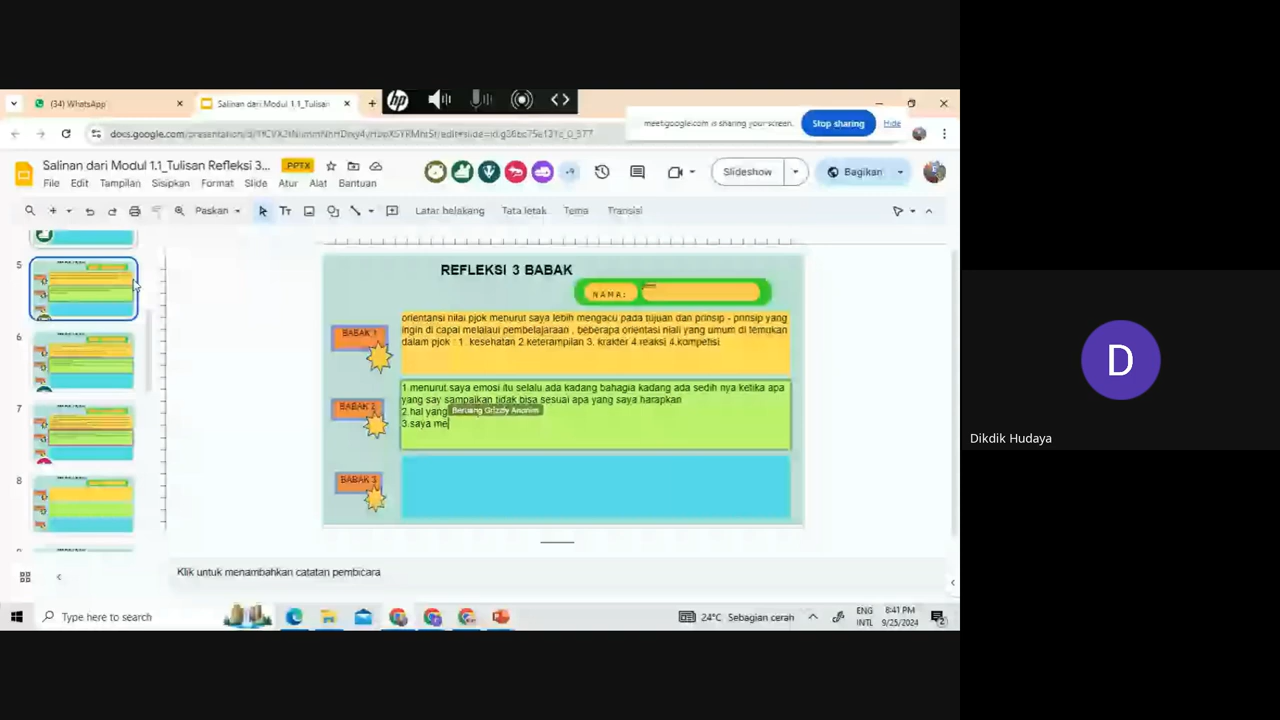 (34) WhatsApp
Salinan dari Modul 1.1_Tulisan
meet.google.com is sharing your screen.
Stop sharing
Hide
Salinan dari Modul 1.1_Tulisan Refleksi 3...
.PPTX
+9
Slideshow
Bagikan
File Edit Tampilan Sisipkan Format Slide Atur Alat Bantuan
Paskan
Latar belakang
Tata letak
Tema
Transisi
5
6
7
8
REFLEKSI 3 BABAK
NAMA:
BABAK 1
orientansi nilai pjok menurut saya lebih mengacu pada tujuan dan prinsip - prinsip yang
ingin di capai melalaui pembelajaraan , beberapa orientasi niali yang umum di temukan
dalam pjok : 1. kesehatan 2.keterampilan 3. krakter 4.reaksi 4.kompetisi.
BABAK 2
1.menurut saya emosi itu selalu ada kadang bahagia kadang ada sedih nya ketika apa
yang say sampaikan tidak bisa sesuai apa yang saya harapkan
2.hal yang
Beruang Grizzly Anonim
3.saya me
BABAK 3
Klik untuk menambahkan catatan pembicara
Type here to search
24°C Sebagian cerah
ENG
INTL
8:41 PM
9/25/2024
2
D
Dikdik Hudaya